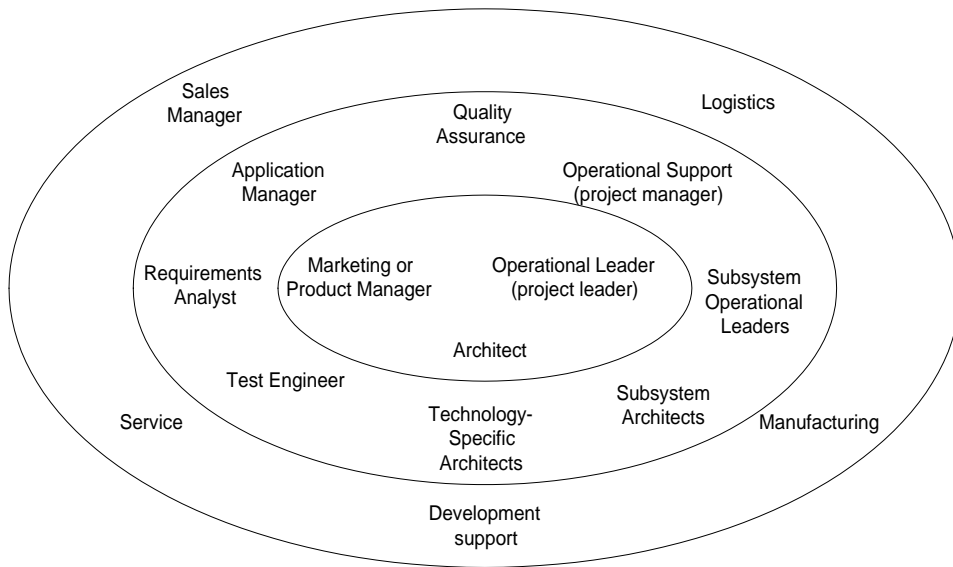 Sales
Manager
Logistics
Quality
Assurance
Application
Manager
Operational Support
(project manager)
Marketing or
Product Manager
Operational Leader
(project leader)
Requirements
Analyst
Subsystem
Operational
Leaders
Architect
Test Engineer
Subsystem
Architects
Service
Technology-
Specific
Architects
Manufacturing
Development
support